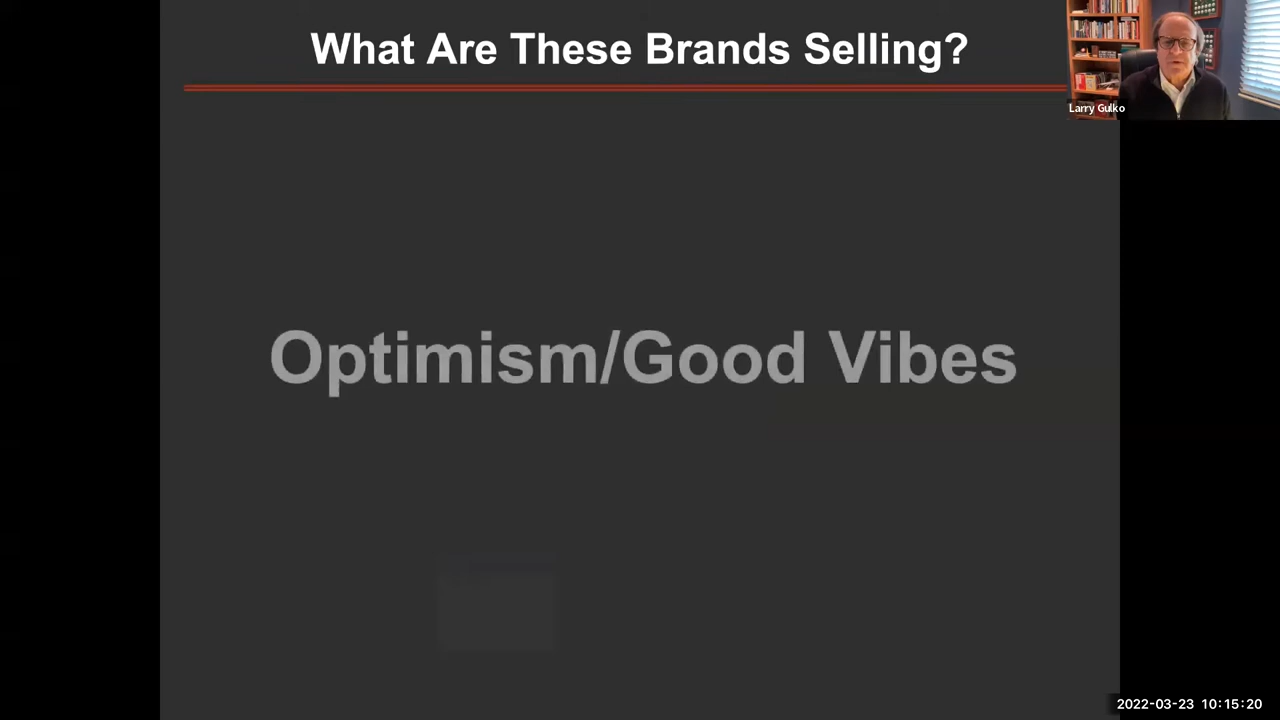 What Are These Brands Selling?
Larry Gulko
Optimism/Good Vibes
2022-03-23 10:15:20